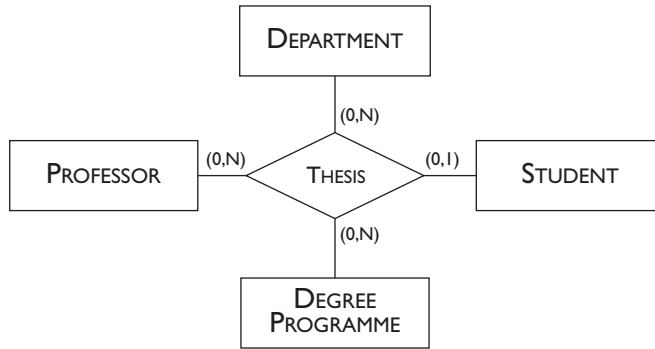 DEPARTMENT
(0,N)
PROFESSOR
(0,N)
THESIS
(0,1)
STUDENT
(0,N)
DEGREE
PROGRAMME